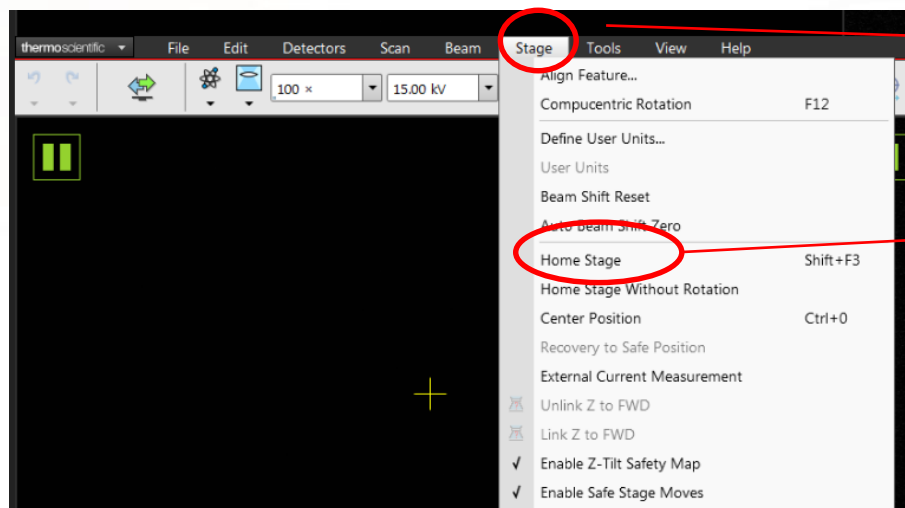 thermoscientific File Edit Detectors Scan Beam Stage Tools View Help
100 × 15.00 kV
Align Feature...
Compucentric Rotation F12
Define User Units...
User Units
Beam Shift Reset
Auto Beam Shift Zero
Home Stage Shift+F3
Home Stage Without Rotation
Center Position Ctrl+0
Recovery to Safe Position
External Current Measurement
Unlink Z to FWD
Link Z to FWD
Enable Z-Tilt Safety Map
Enable Safe Stage Moves